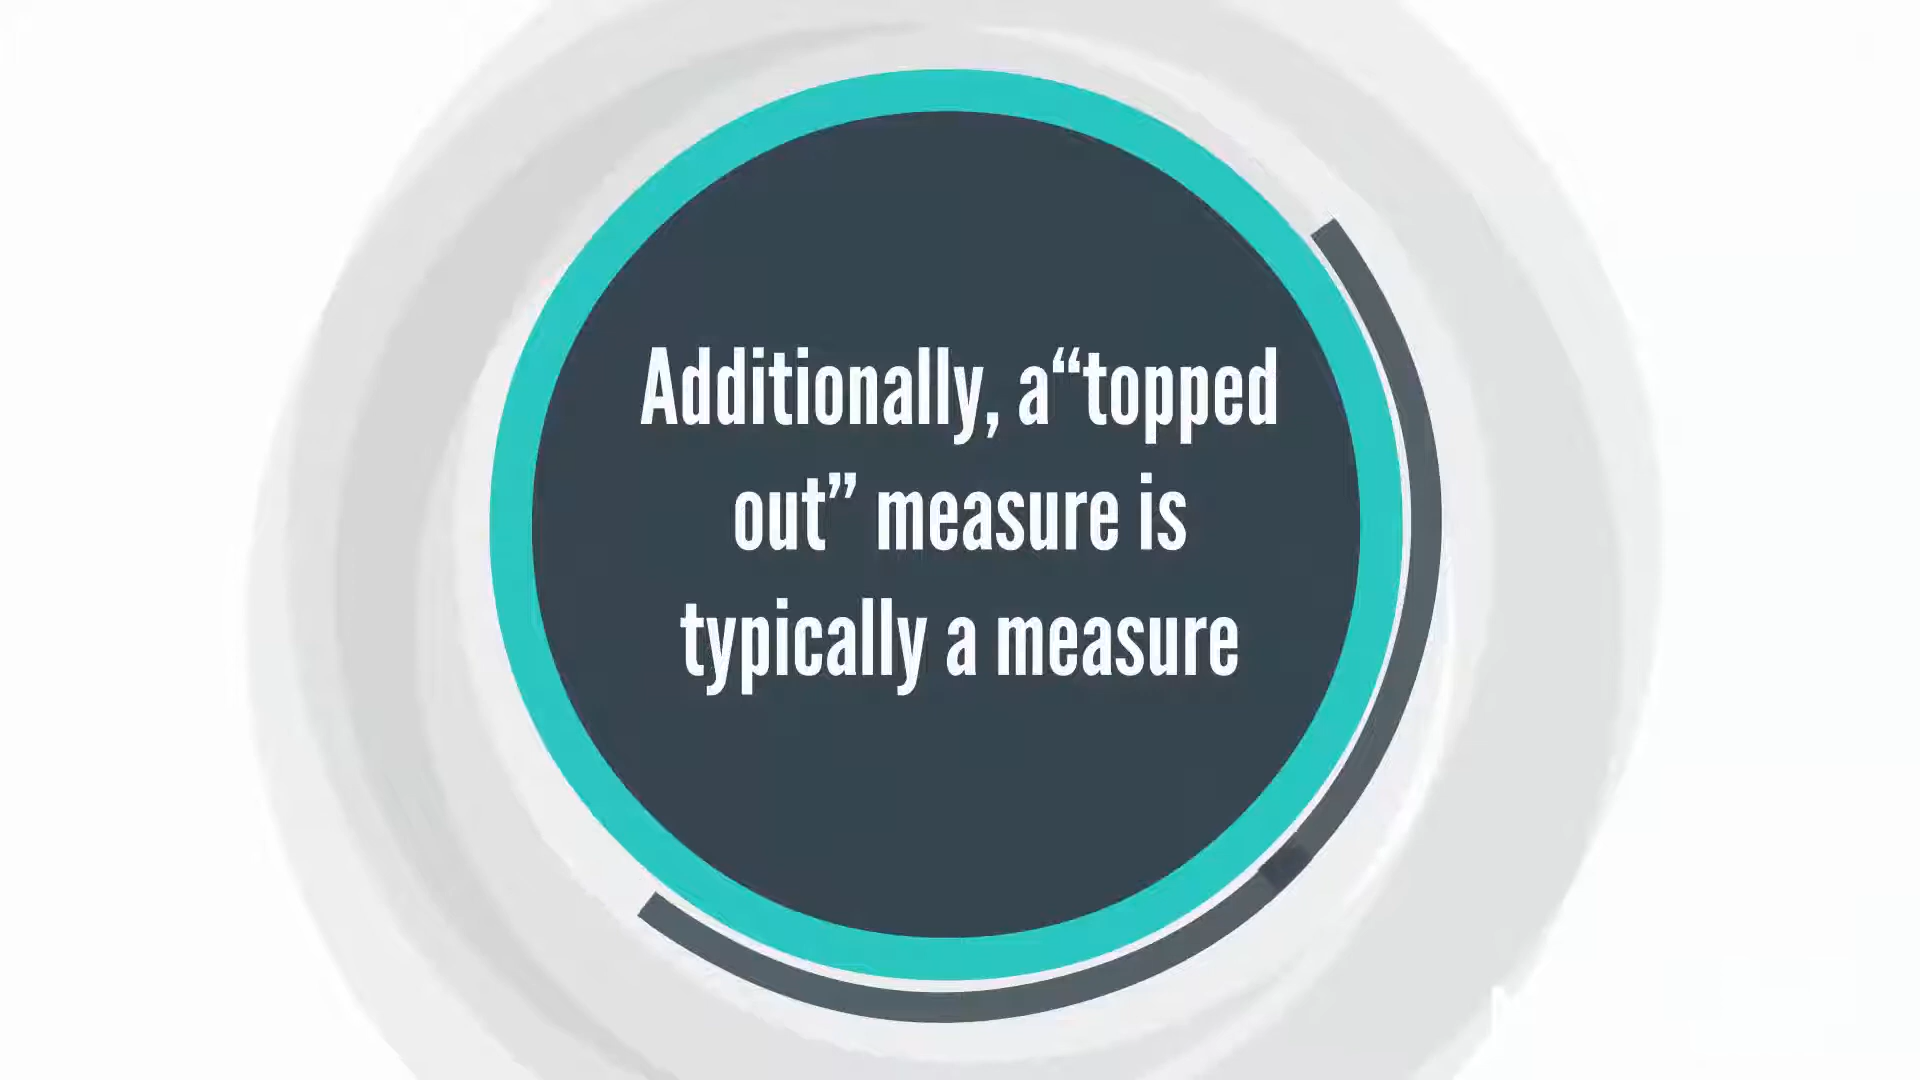 Additionally, a“topped
out” measure is
typically a measure